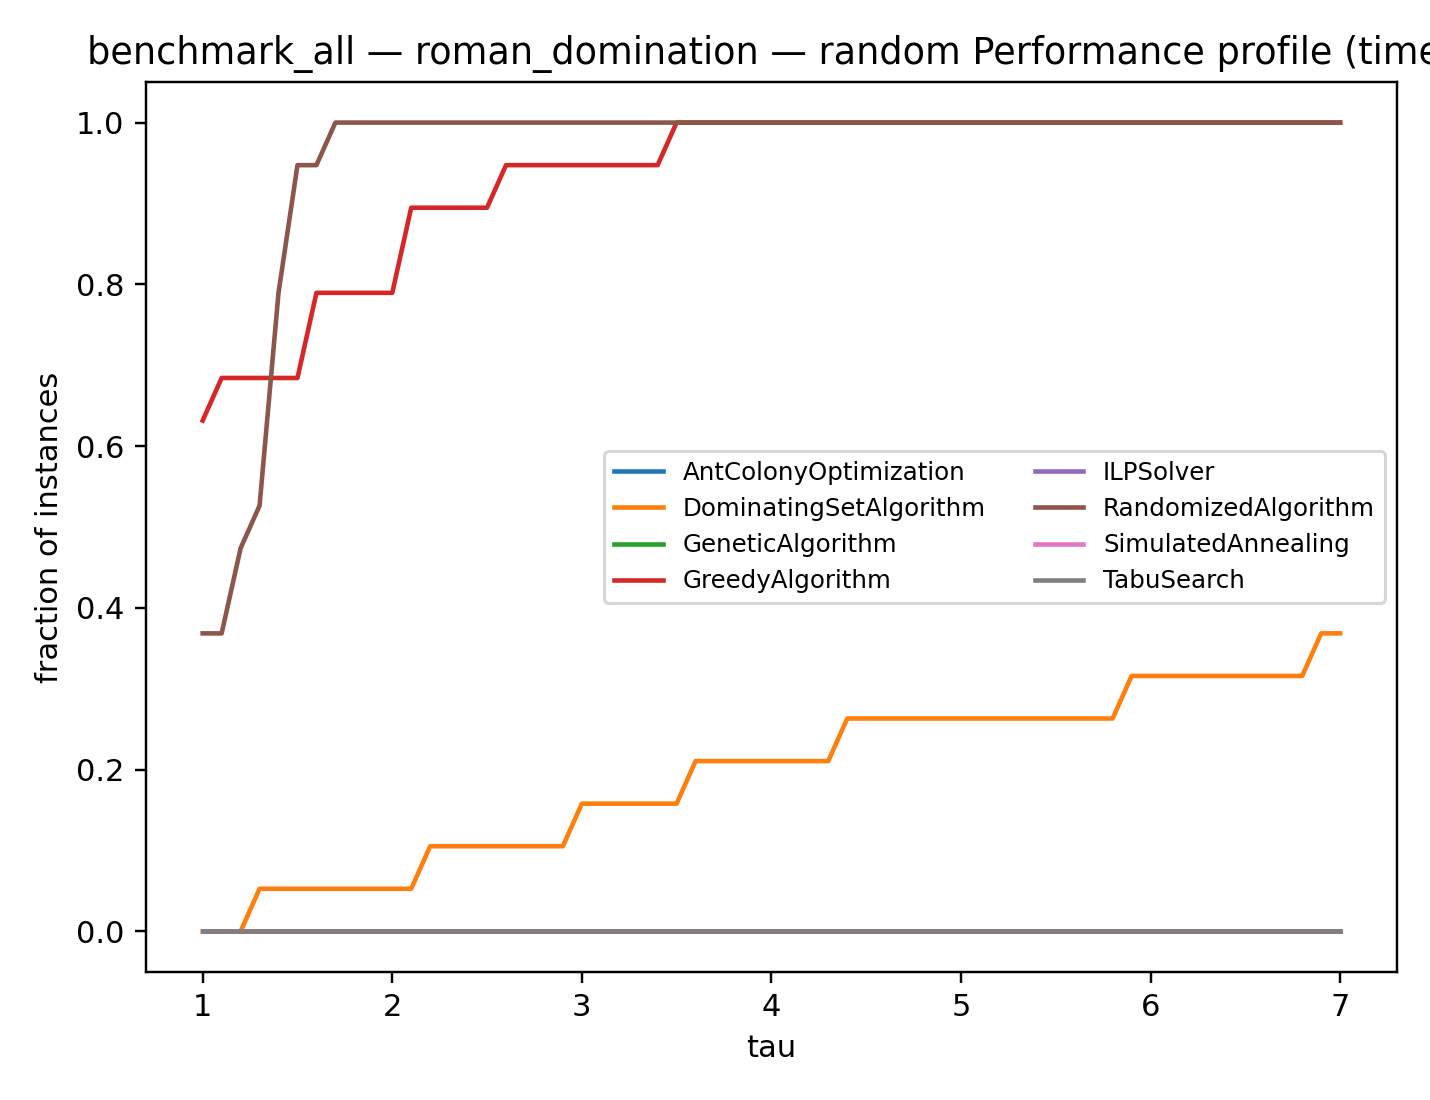 benchmark_all — roman_domination — random Performance profile (time
1.0
0.8
0.6
0.4
0.2
0.0
fraction of instances
AntColonyOptimization
DominatingSetAlgorithm
GeneticAlgorithm
GreedyAlgorithm
ILPSolver
RandomizedAlgorithm
SimulatedAnnealing
TabuSearch
1 2 3 4 5 6 7
tau